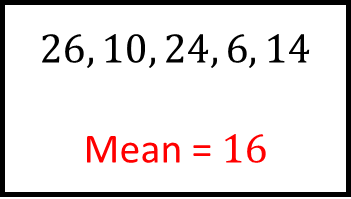 26, 10, 24, 6, 14
Mean = 16